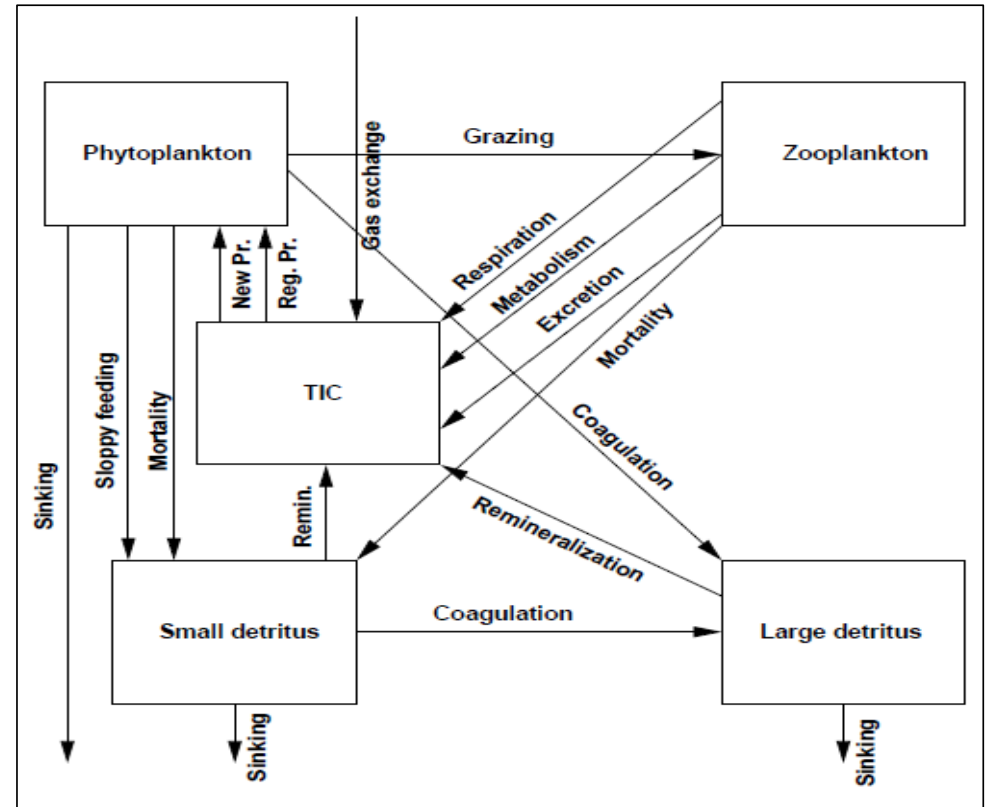 Phytoplankton
Grazing
Zooplankton
Gas exchange
New Pr.
Reg. Pr.
Respiration
Metabolism
Excretion
Mortality
TIC
Sinking
Sloppy feeding
Mortality
Remin.
Coagulation
Remineralization
Small detritus
Coagulation
Large detritus
Sinking
Sinking